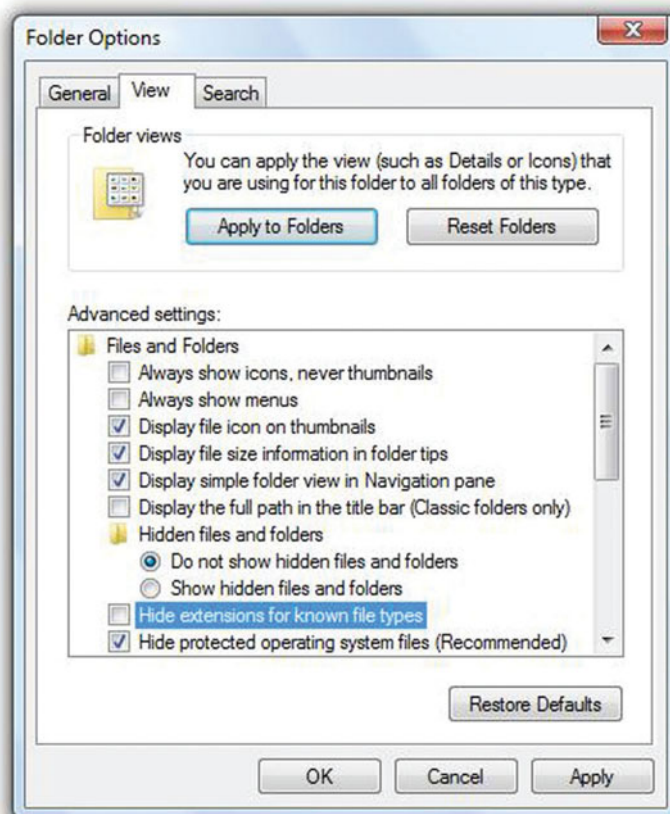 Folder Options
General
View
Search
Folder views
You can apply the view (such as Details or Icons) that
you are using for this folder to all folders of this type.
Apply to Folders
Reset Folders
Advanced settings:
Files and Folders
Always show icons, never thumbnails
Always show menus
Display file icon on thumbnails
Display file size information in folder tips
Display simple folder view in Navigation pane
Display the full path in the title bar (Classic folders only)
Hidden files and folders
Do not show hidden files and folders
Show hidden files and folders
Hide extensions for known file types
Hide protected operating system files (Recommended)
Restore Defaults
OK
Cancel
Apply